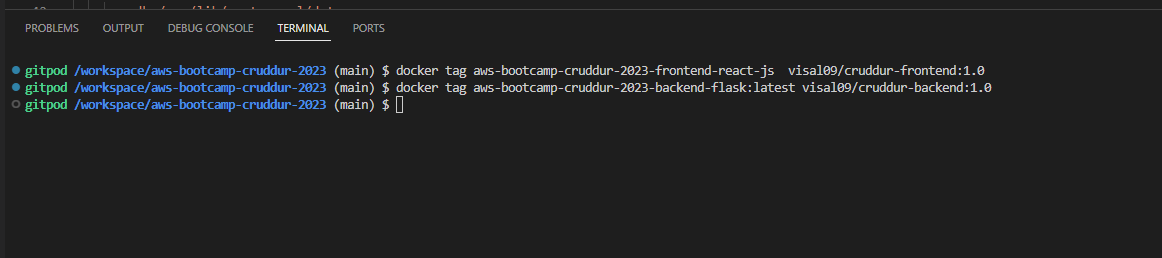 PROBLEMS OUTPUT DEBUG CONSOLE TERMINAL PORTS
gitpod /workspace/aws-bootcamp-cruddur-2023 (main) $ docker tag aws-bootcamp-cruddur-2023-frontend-react-js  visal09/cruddur-frontend:1.0
gitpod /workspace/aws-bootcamp-cruddur-2023 (main) $ docker tag aws-bootcamp-cruddur-2023-backend-flask:latest visal09/cruddur-backend:1.0
gitpod /workspace/aws-bootcamp-cruddur-2023 (main) $